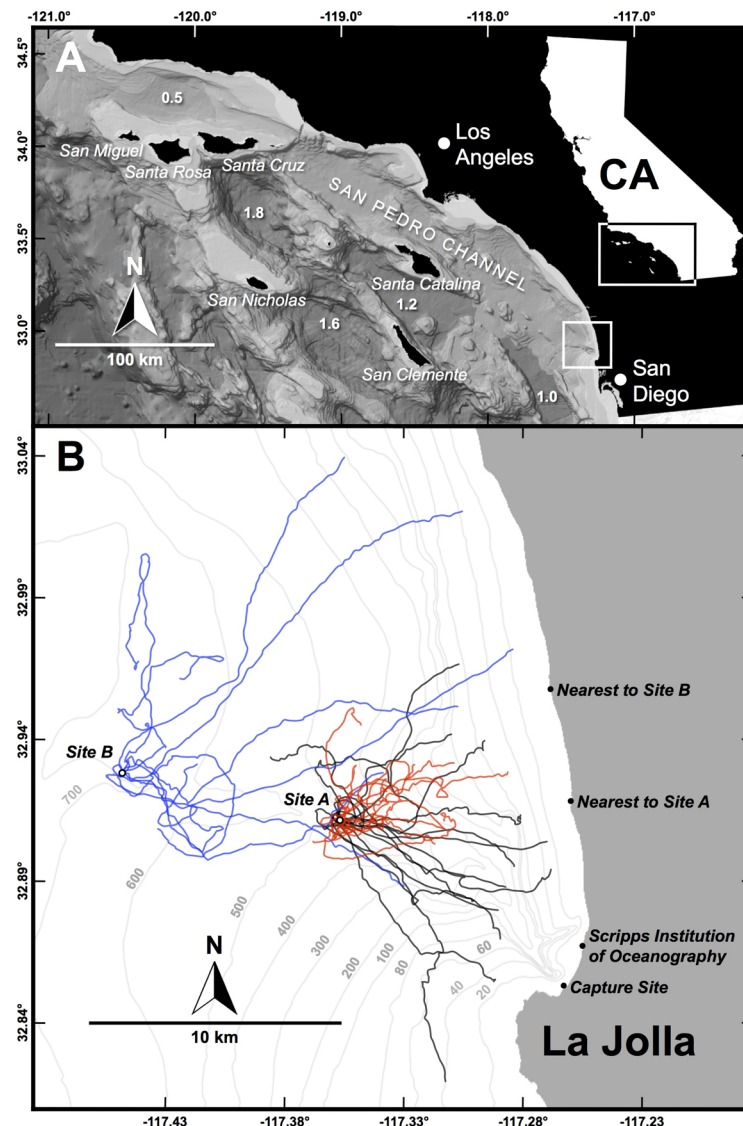 -121.0°
-120.0°
-119.0°
-118.0°
-117.0°
34.5°
34.0°
33.5°
33.0°
A
0.5
San Miguel
Santa Rosa
Santa Cruz
Los
Angeles
CA
SAN PEDRO CHANNEL
1.8
N
San Nicholas
Santa Catalina
1.2
1.6
100 km
San Clemente
San
Diego
1.0
B
33.04°
32.99°
32.94°
32.89°
32.84°
Nearest to Site B
Site B
700
Site A
Nearest to Site A
600
500
400
300
200
100
80
60
40
20
N
10 km
Scripps Institution
of Oceanography
Capture Site
La Jolla
-117.43
-117.38°
-117.33°
-117.28°
-117.23